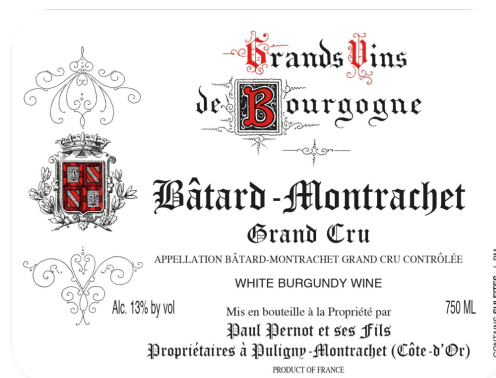 Grands Vins
de Bourgogne
Bâtard-Montrachet
Grand Cru
APPELLATION BÂTARD-MONTRACHET GRAND CRU CONTRÔLÉE
WHITE BURGUNDY WINE
Alc. 13% by vol
Mis en bouteille à la Propriété par
750 ML
Paul Pernot et ses Fils
Propriétaires à Puligny-Montrachet (Côte-d'Or)
PRODUCT OF FRANCE
CONTAINS SULFITES